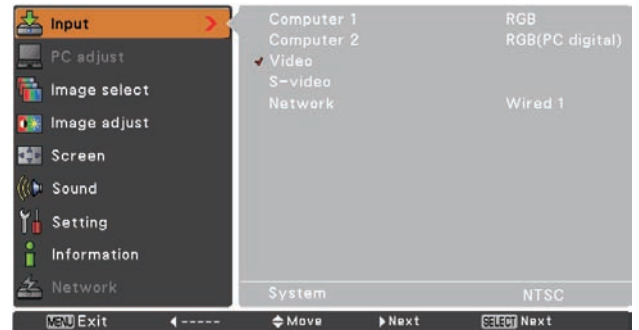 Input
PC adjust
Image select
Image adjust
Screen
Sound
Setting
Information
Network
Computer 1 RGB
Computer 2 RGB(PC digital)
Video
S-video
Network Wired 1
System NTSC
MENU Exit ----- Move Next SELECT Next